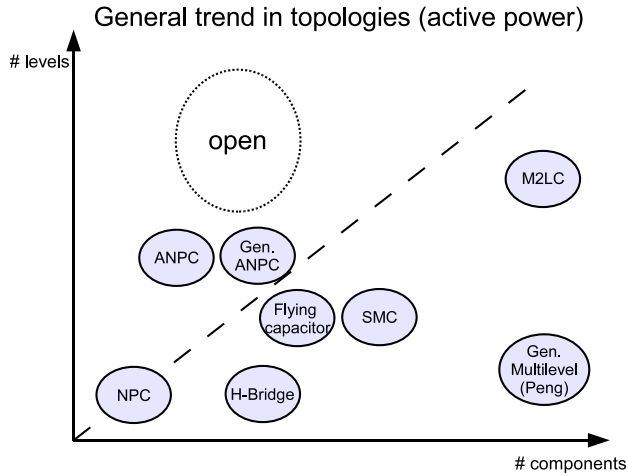 General trend in topologies (active power)
# levels
open
M2LC
ANPC
Gen.
ANPC
Flying
capacitor
SMC
NPC
H-Bridge
Gen.
Multilevel
(Peng)
# components